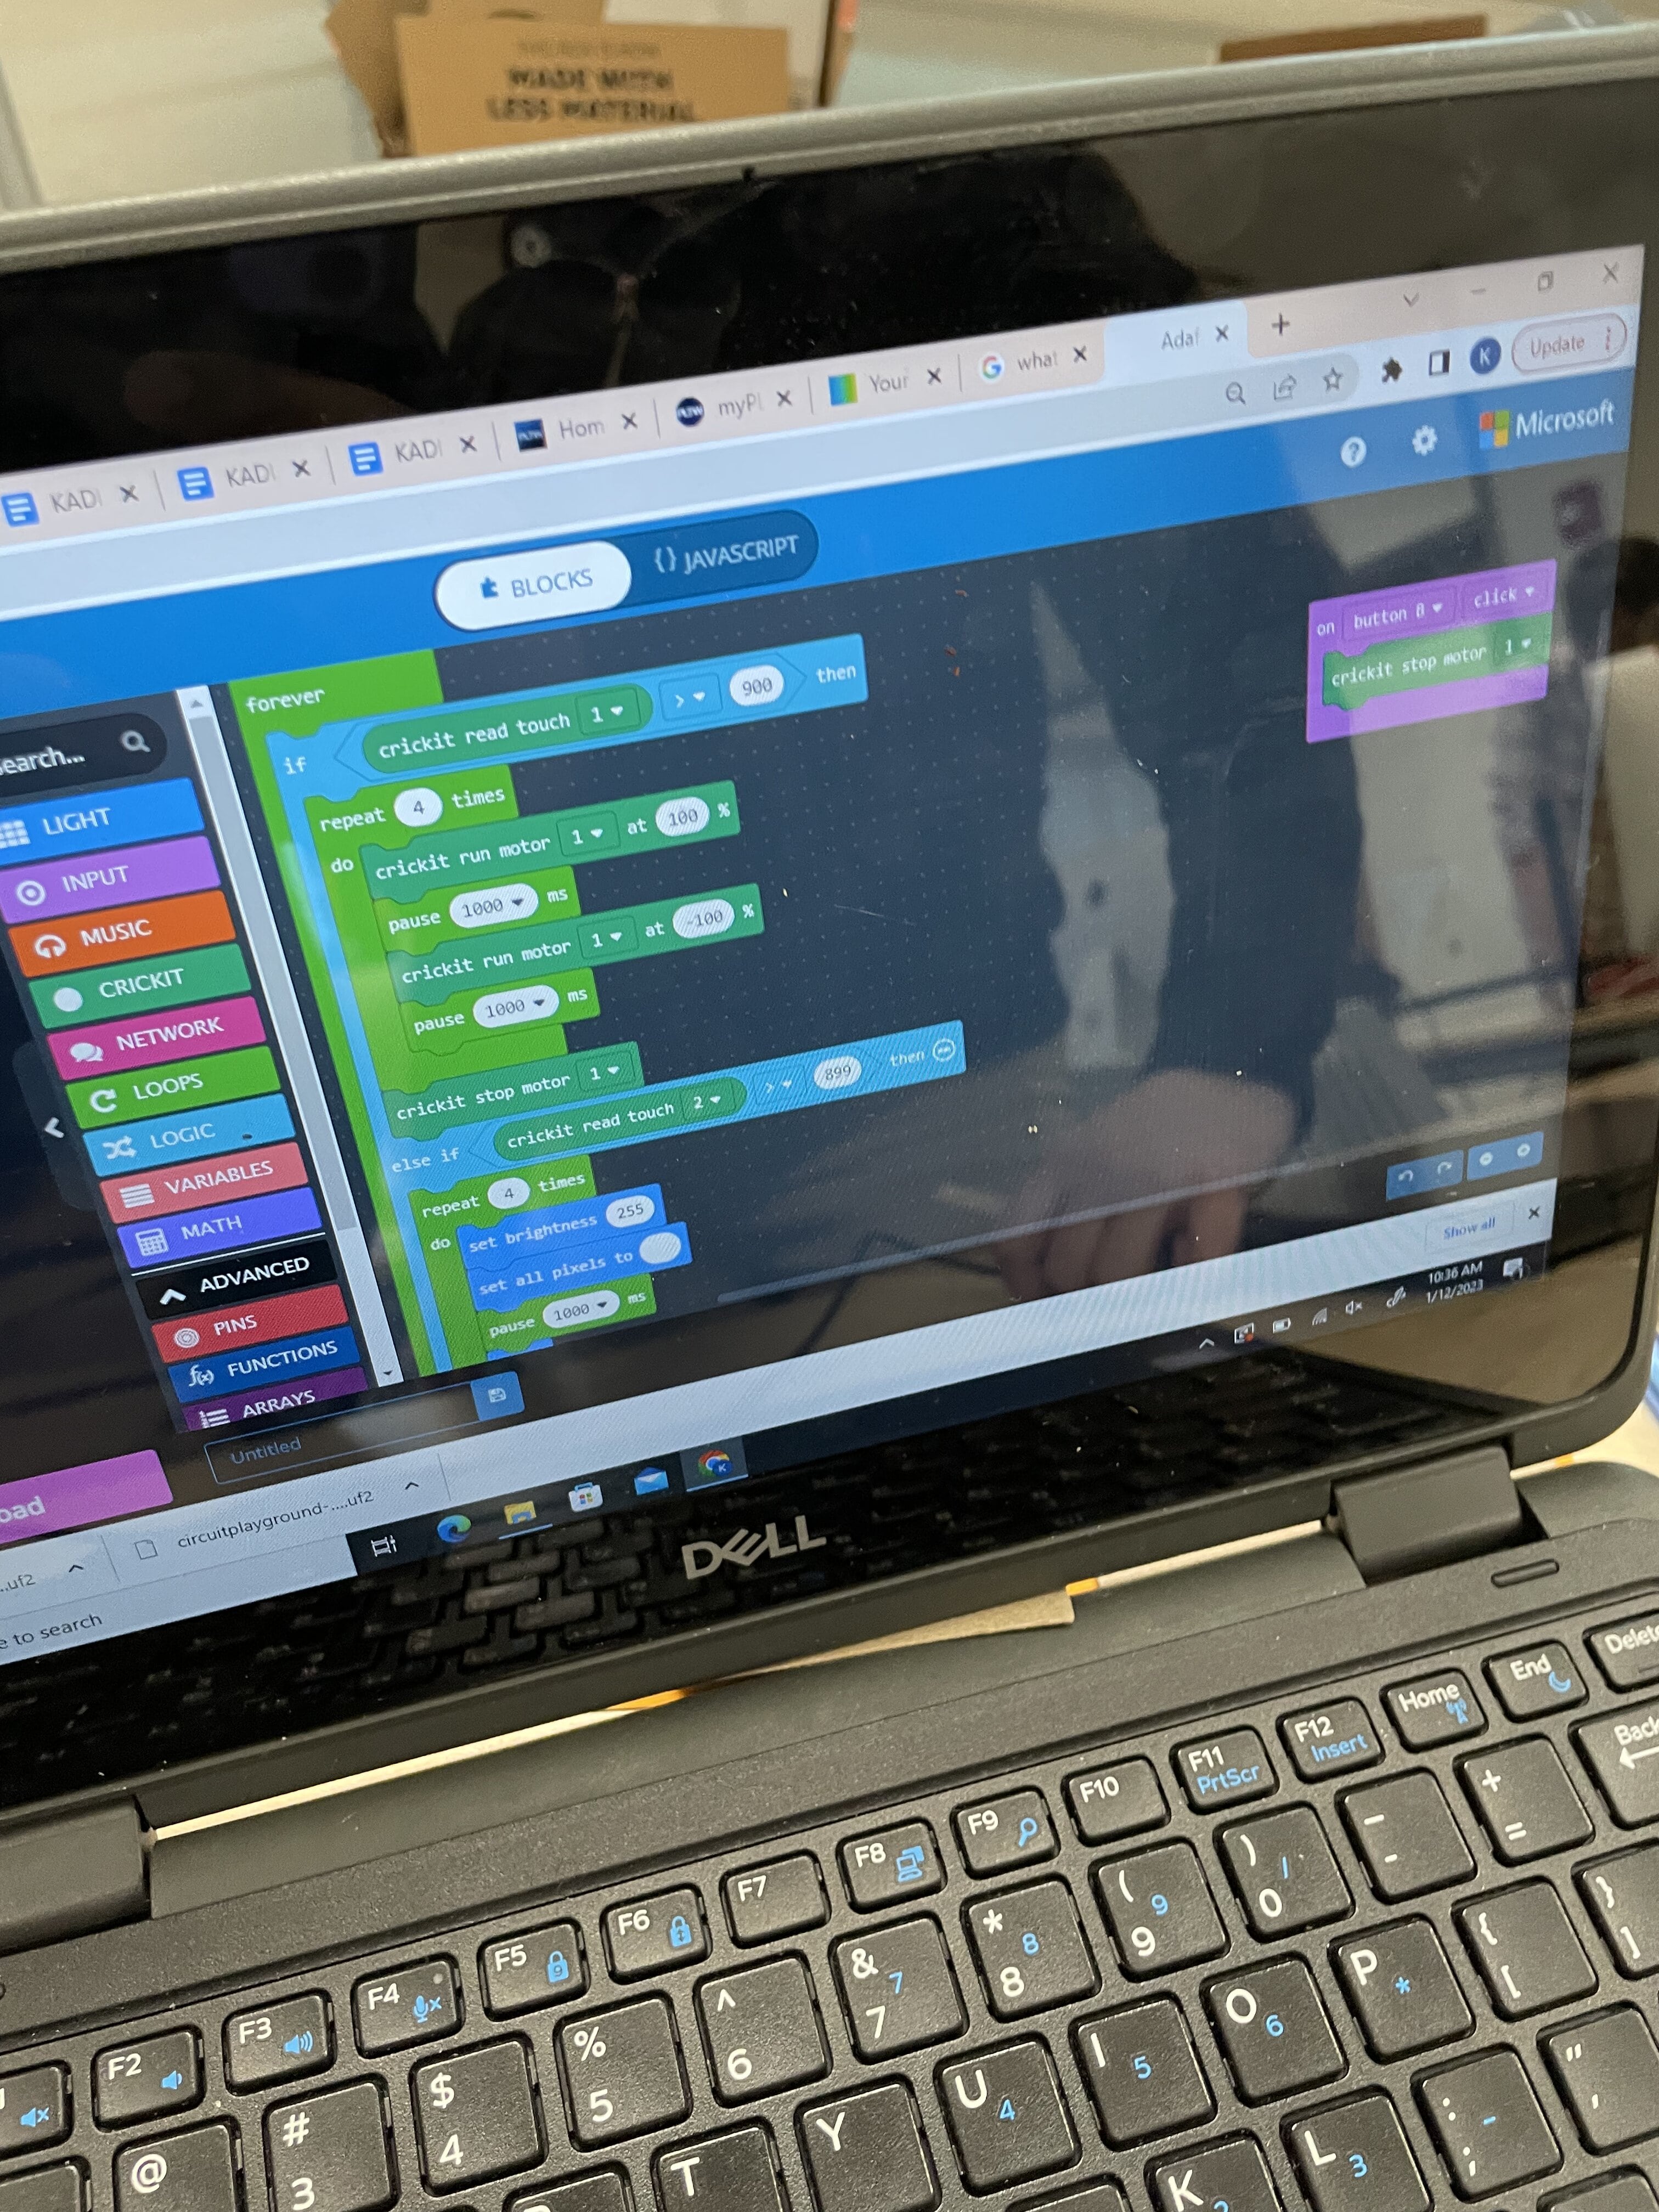 MADE WITH
LESS MATERIAL
KADI
KADI
KADI
Hom
myPl
Your
what
Adaf
K
Update
Microsoft
BLOCKS
{} JAVASCRIPT
earch...
LIGHT
INPUT
MUSIC
CRICKIT
NETWORK
LOOPS
LOGIC
VARIABLES
MATH
ADVANCED
PINS
FUNCTIONS
ARRAYS
forever
if crickit read touch 1 > 900 then
repeat 4 times
do crickit run motor 1 at 100 %
pause 1000 ms
crickit run motor 1 at -100 %
pause 1000 ms
crickit stop motor 1
else if crickit read touch 2 > 899 then
repeat 4 times
do set brightness 255
set all pixels to
pause 1000 ms
on button B click
crickit stop motor 1
oad
Untitled
..uf2
circuitplayground-....uf2
Show all
e to search
10:36 AM
1/12/2023
DELL
F2 F3 F4 F5 F6 F7 F8 F9 F10 F11 PrtScr F12 Insert Home End Delete
@ # 3 $ 4 % 5 ^ 6 & 7 7 * 8 8 ( 9 9 ) 0 / - + = Back
T Y U 4 I 5 O 6 P * { [ } ]
K L 3 : ; - " '